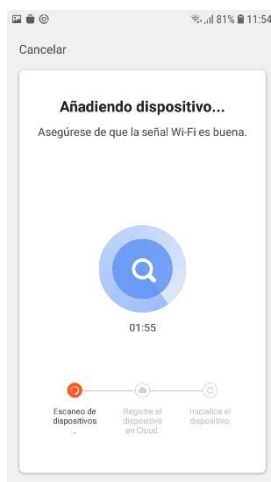 81% 11:54
Cancelar
Añadiendo dispositivo...
Asegúrese de que la señal Wi-Fi es buena.
01:55
Escaneo de
dispositivos
.
Registre el
dispositivo
en Cloud.
Inicialice el
dispositivo.